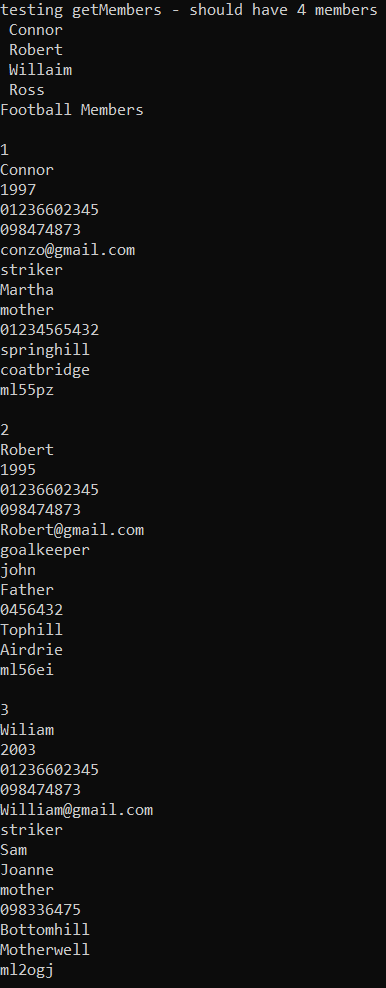 testing getMembers - should have 4 members
Connor
Robert
Willaim
Ross
Football Members
1
Connor
1997
01236602345
098474873
conzo@gmail.com
striker
Martha
mother
01234565432
springhill
coatbridge
ml55pz
2
Robert
1995
01236602345
098474873
Robert@gmail.com
goalkeeper
john
Father
0456432
Tophill
Airdrie
ml56ei
3
Wiliam
2003
01236602345
098474873
William@gmail.com
striker
Sam
Joanne
mother
098336475
Bottomhill
Motherwell
ml2ogj